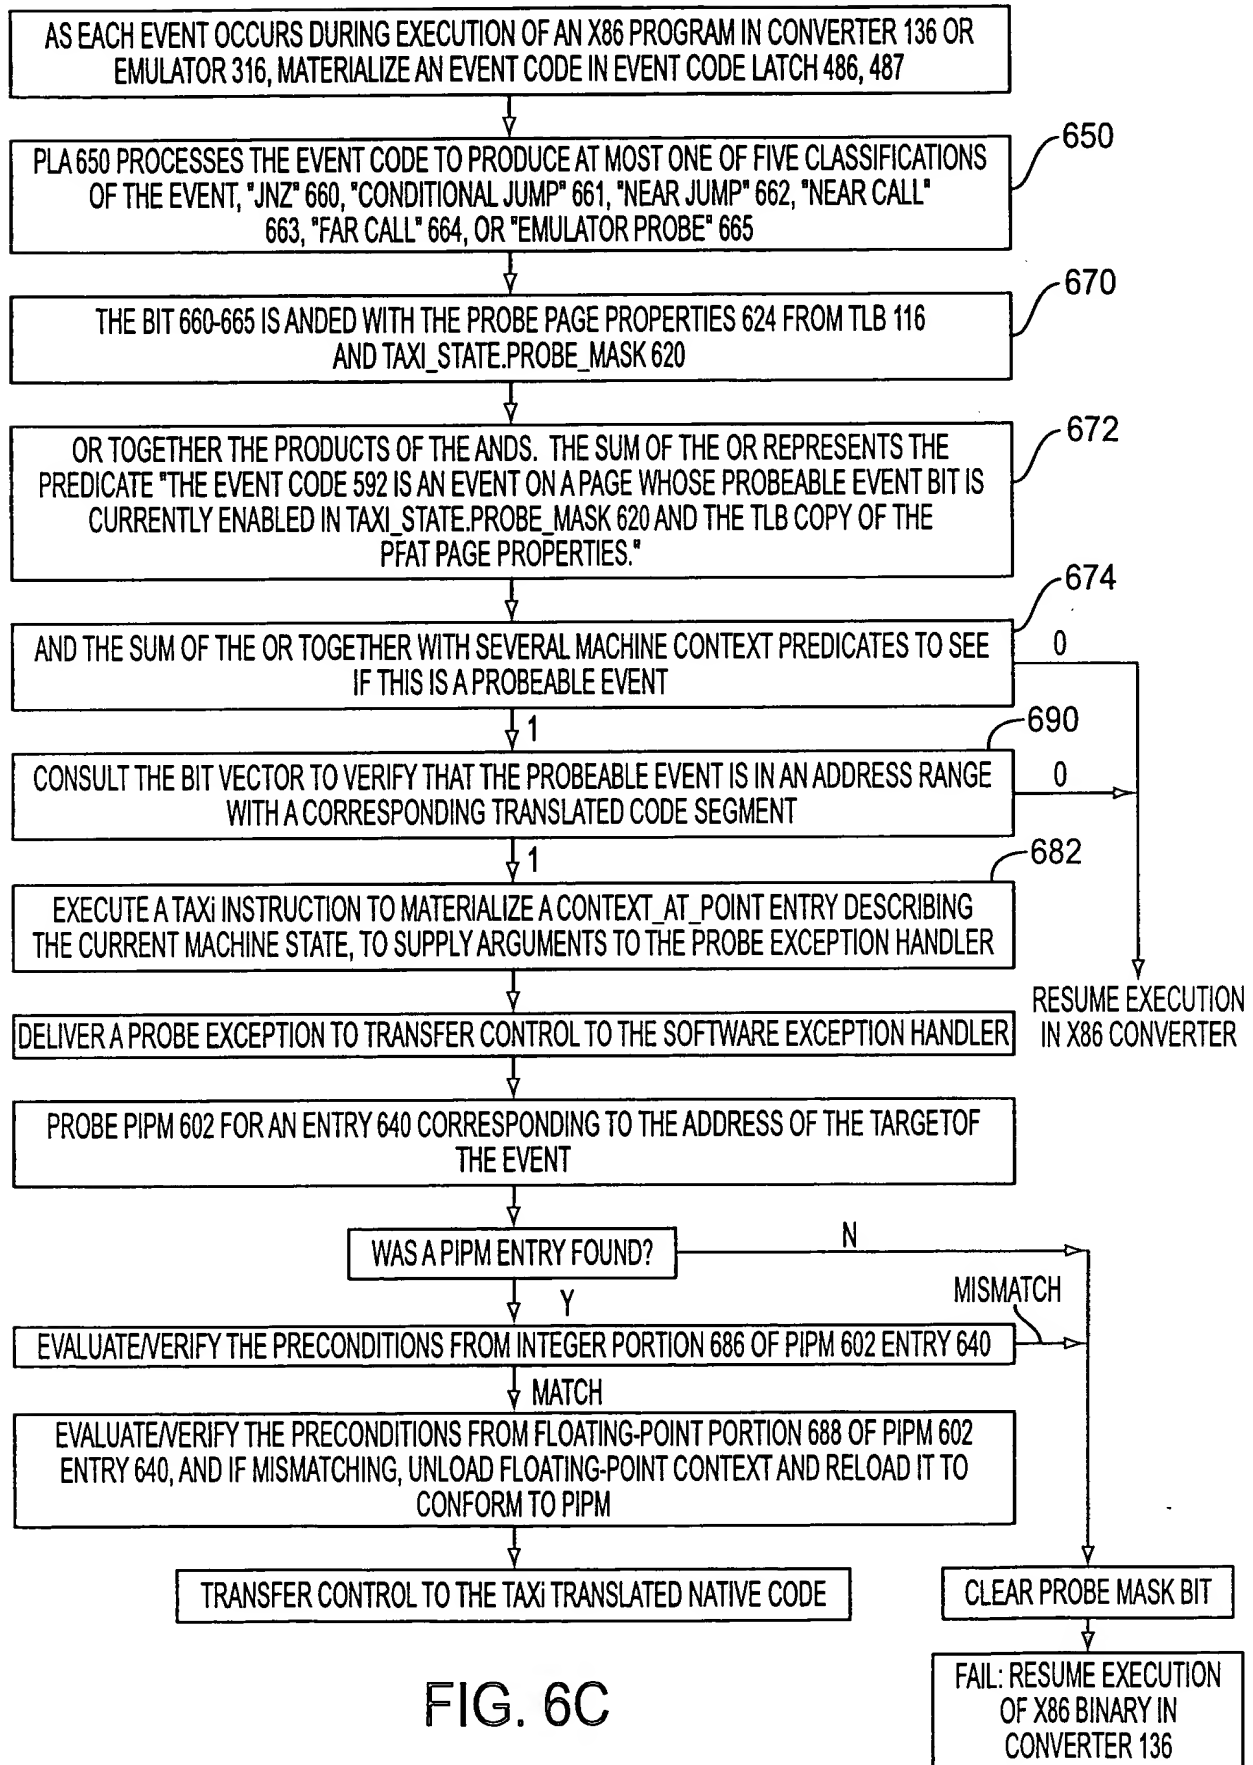 AS EACH EVENT OCCURS DURING EXECUTION OF AN X86 PROGRAM IN CONVERTER 136 OR
EMULATOR 316, MATERIALIZE AN EVENT CODE IN EVENT CODE LATCH 486, 487
650
PLA 650 PROCESSES THE EVENT CODE TO PRODUCE AT MOST ONE OF FIVE CLASSIFICATIONS
OF THE EVENT, "JNZ" 660, "CONDITIONAL JUMP" 661, "NEAR JUMP" 662, "NEAR CALL"
663, "FAR CALL" 664, OR "EMULATOR PROBE" 665
670
THE BIT 660-665 IS ANDED WITH THE PROBE PAGE PROPERTIES 624 FROM TLB 116
AND TAXI_STATE.PROBE_MASK 620
672
OR TOGETHER THE PRODUCTS OF THE ANDS. THE SUM OF THE OR REPRESENTS THE
PREDICATE "THE EVENT CODE 592 IS AN EVENT ON A PAGE WHOSE PROBEABLE EVENT BIT IS
CURRENTLY ENABLED IN TAXI_STATE.PROBE_MASK 620 AND THE TLB COPY OF THE
PFAT PAGE PROPERTIES."
674
AND THE SUM OF THE OR TOGETHER WITH SEVERAL MACHINE CONTEXT PREDICATES TO SEE
IF THIS IS A PROBEABLE EVENT
0
1
690
CONSULT THE BIT VECTOR TO VERIFY THAT THE PROBEABLE EVENT IS IN AN ADDRESS RANGE
WITH A CORRESPONDING TRANSLATED CODE SEGMENT
0
1
682
EXECUTE A TAXi INSTRUCTION TO MATERIALIZE A CONTEXT_AT_POINT ENTRY DESCRIBING
THE CURRENT MACHINE STATE, TO SUPPLY ARGUMENTS TO THE PROBE EXCEPTION HANDLER
RESUME EXECUTION
IN X86 CONVERTER
DELIVER A PROBE EXCEPTION TO TRANSFER CONTROL TO THE SOFTWARE EXCEPTION HANDLER
PROBE PIPM 602 FOR AN ENTRY 640 CORRESPONDING TO THE ADDRESS OF THE TARGETOF
THE EVENT
WAS A PIPM ENTRY FOUND?
N
Y
MISMATCH
EVALUATE/VERIFY THE PRECONDITIONS FROM INTEGER PORTION 686 OF PIPM 602 ENTRY 640
MATCH
EVALUATE/VERIFY THE PRECONDITIONS FROM FLOATING-POINT PORTION 688 OF PIPM 602
ENTRY 640, AND IF MISMATCHING, UNLOAD FLOATING-POINT CONTEXT AND RELOAD IT TO
CONFORM TO PIPM
TRANSFER CONTROL TO THE TAXi TRANSLATED NATIVE CODE
CLEAR PROBE MASK BIT
FAIL: RESUME EXECUTION
OF X86 BINARY IN
CONVERTER 136
FIG. 6C